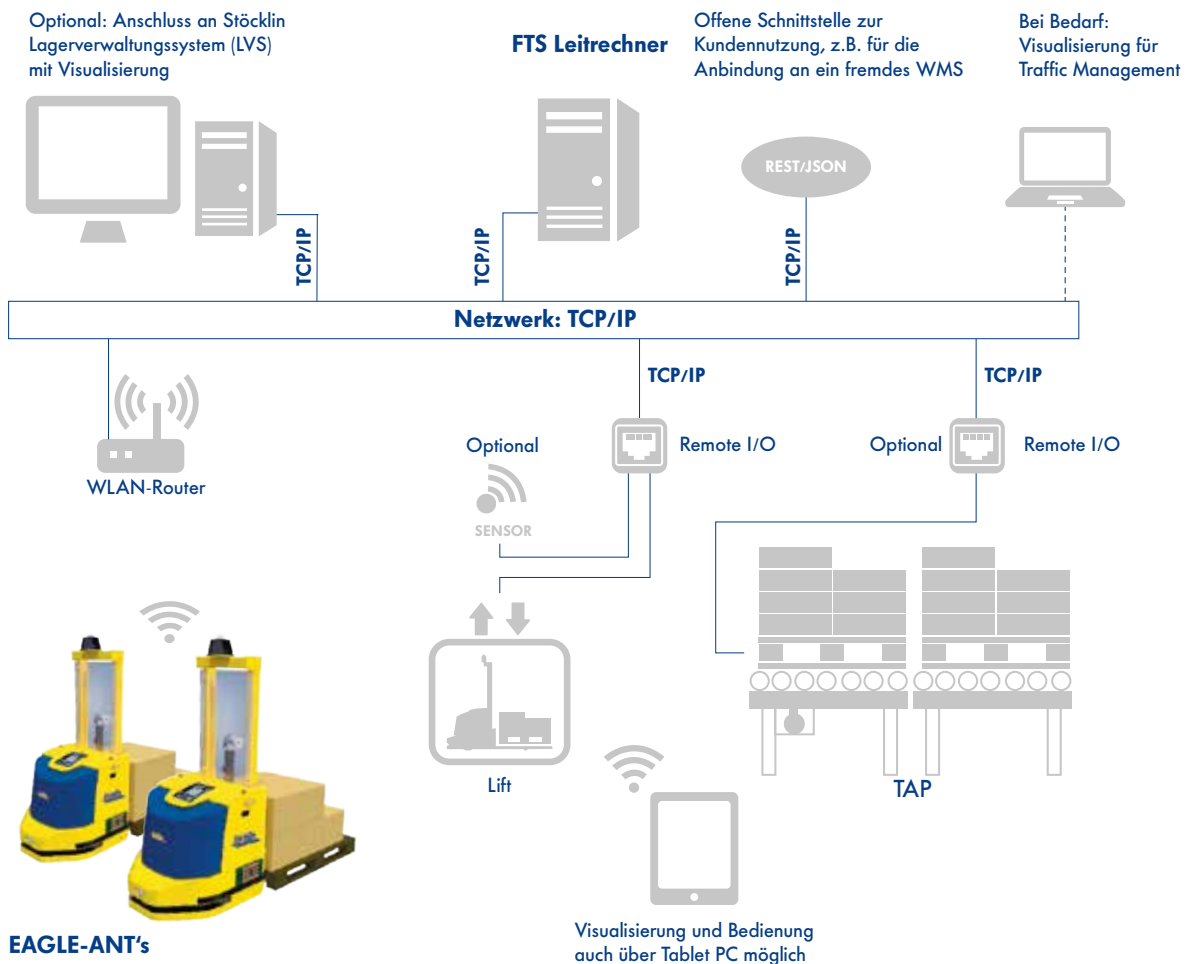 Optional: Anschluss an Stöcklin
Lagerverwaltungssystem (LVS)
mit Visualisierung
FTS Leitrechner
Offene Schnittstelle zur
Kundennutzung, z.B. für die
Anbindung an ein fremdes WMS
Bei Bedarf:
Visualisierung für
Traffic Management
REST/JSON
TCP/IP
TCP/IP
TCP/IP
Netzwerk: TCP/IP
TCP/IP
TCP/IP
WLAN-Router
Optional
Remote I/O
Optional
Remote I/O
SENSOR
Lift
TAP
EAGLE-ANT‘s
Visualisierung und Bedienung
auch über Tablet PC möglich